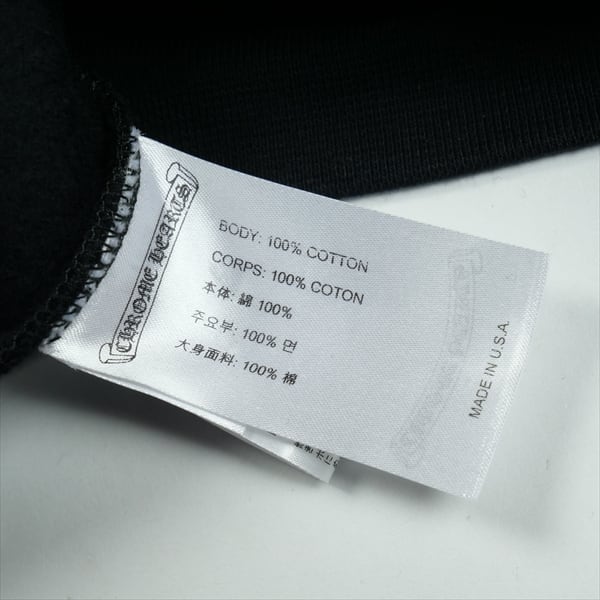 CHROME HEARTS
BODY: 100% COTTON
CORPS: 100% COTON
本体: 綿 100%
주요부: 100% 면
大身面料: 100% 棉
MADE IN U.S.A.